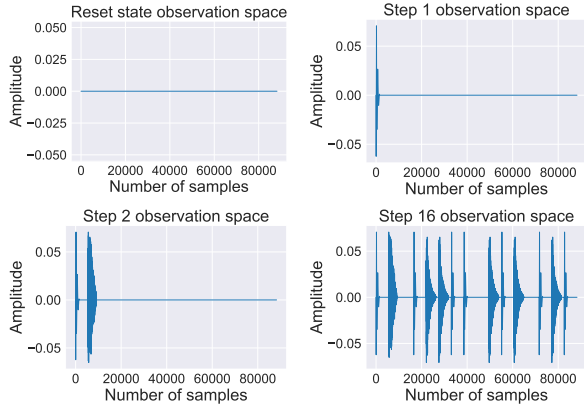 Reset state observation space
0.050
0.025
0.000
−0.025
−0.050
Amplitude
0 20000 40000 60000 80000
Number of samples
Step 1 observation space
0.05
0.00
−0.05
Amplitude
0 20000 40000 60000 80000
Number of samples
Step 2 observation space
0.05
0.00
−0.05
Amplitude
0 20000 40000 60000 80000
Number of samples
Step 16 observation space
0.05
0.00
−0.05
Amplitude
0 20000 40000 60000 80000
Number of samples